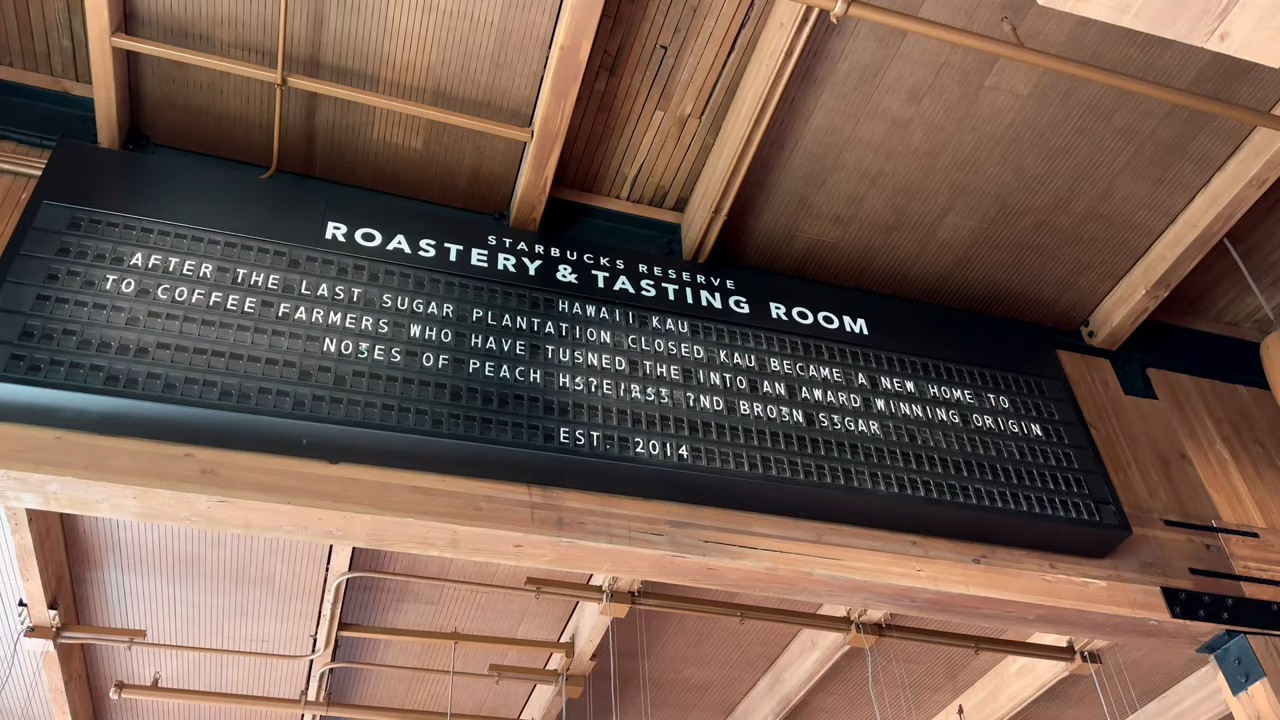 STARBUCKS RESERVE
ROASTERY & TASTING ROOM
HAWAII KAU
AFTER THE LAST SUGAR PLANTATION CLOSED KAU BECAME A NEW HOME TO
TO COFFEE FARMERS WHO HAVE TUSNED THE INTO AN AWARD WINNING ORIGIN
NO3ES OF PEACH ?ND BRO3N S3GAR
EST. 2014